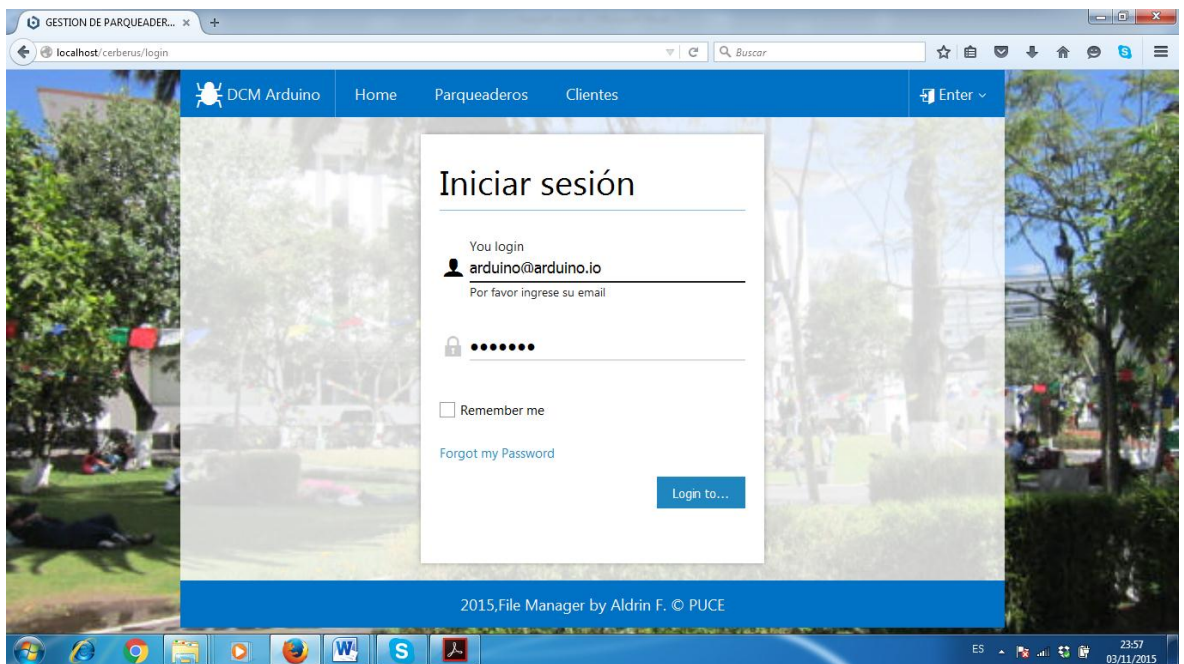 GESTION DE PARQUEADER...
localhost/cerberus/login
Buscar
DCM Arduino
Home
Parqueaderos
Clientes
Enter
Iniciar sesión
You login
arduino@arduino.io
Por favor ingrese su email
•••••••
Remember me
Forgot my Password
Login to...
2015,File Manager by Aldrin F. © PUCE
ES
23:57
03/11/2015